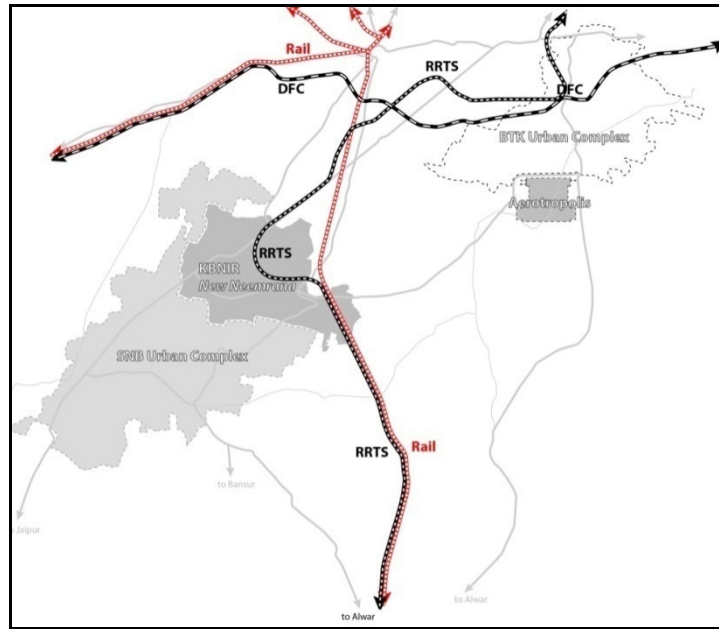 Rail
RRTS
DFC
DFC
BTK Urban Complex
Aerotropolis
RRTS
KBNIR
New Neemrana
SNB Urban Complex
RRTS
Rail
to Bansur
Jaipur
to Alwar
to Alwar